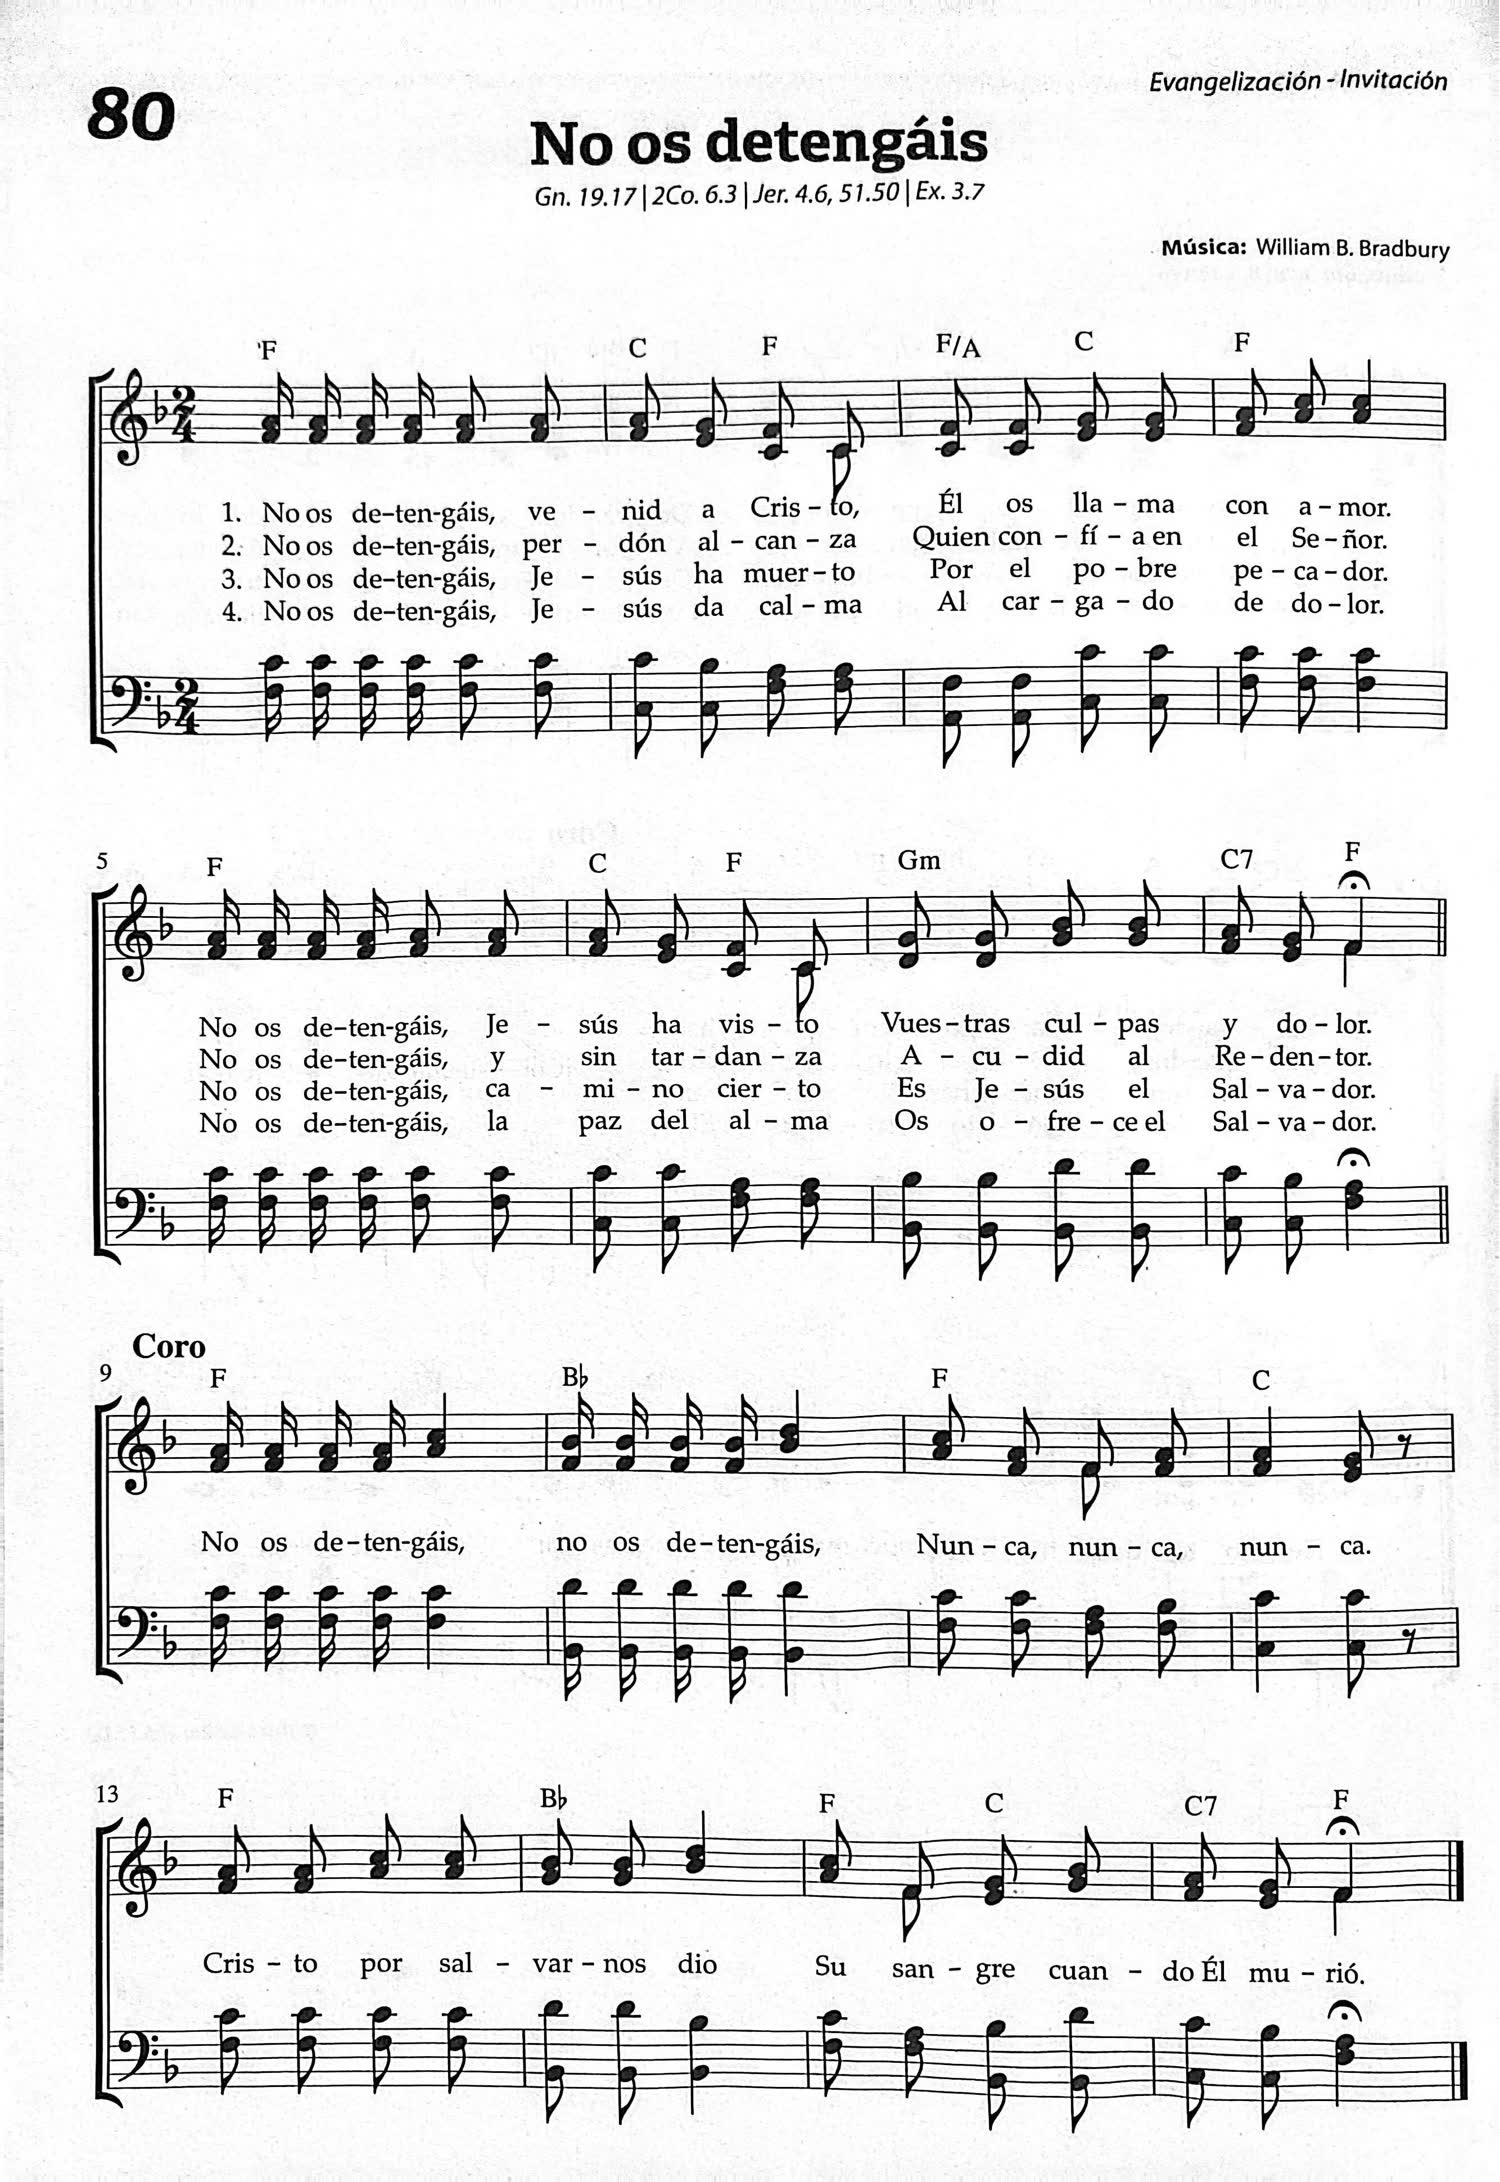 80
Evangelización - Invitación
No os detengáis
Gn. 19.17 | 2Co. 6.3 | Jer. 4.6, 51.50 | Ex. 3.7
Música: William B. Bradbury
F C F F/A C F
2 4
1. No os de-ten-gáis, ve - nid a Cris - to, Él os lla - ma con a - mor.
2. No os de-ten-gáis, per - dón al - can - za Quien con - fí - a en el Se - ñor.
3. No os de-ten-gáis, Je - sús ha muer - to Por el po - bre pe - ca - dor.
4. No os de-ten-gáis, Je - sús da cal - ma Al car - ga - do de do - lor.
2 4
5 F C F Gm C7 F
No os de-ten-gáis, Je - sús ha vis - to Vues - tras cul - pas y do - lor.
No os de-ten-gáis, y sin tar - dan - za A - cu - did al Re - den - tor.
No os de-ten-gáis, ca - mi - no cier - to Es Je - sús el Sal - va - dor.
No os de-ten-gáis, la paz del al - ma Os o - fre - ce el Sal - va - dor.
Coro
9 F B♭ F C
No os de-ten-gáis, no os de-ten-gáis, Nun - ca, nun - ca, nun - ca.
13 F B♭ F C C7 F
Cris - to por sal - var - nos dio Su san - gre cuan - do Él mu - rió.